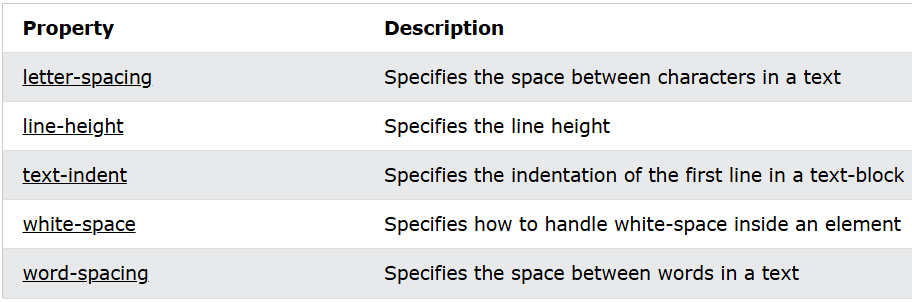 Property Description
letter-spacing Specifies the space between characters in a text
line-height Specifies the line height
text-indent Specifies the indentation of the first line in a text-block
white-space Specifies how to handle white-space inside an element
word-spacing Specifies the space between words in a text